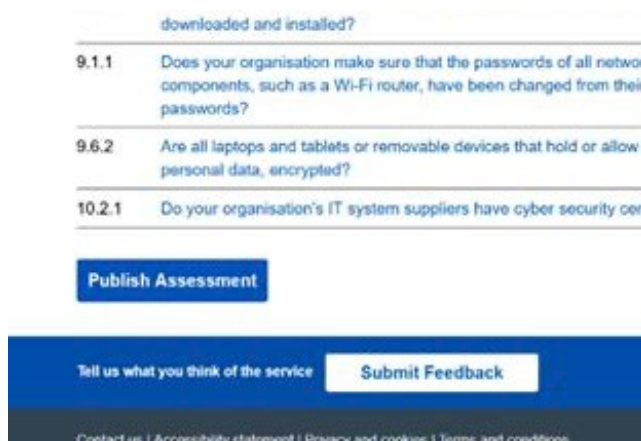 downloaded and installed?
9.1.1 Does your organisation make sure that the passwords of all
components, such as a Wi-Fi router, have been changed from their
passwords?
9.6.2 Are all laptops and tablets or removable devices that hold or allow
personal data, encrypted?
10.2.1 Do your organisation's IT system suppliers have cyber security
Publish Assessment
Tell us what you think of the service Submit Feedback
Contact us | Accessibility statement | Privacy and cookies | Terms and conditions